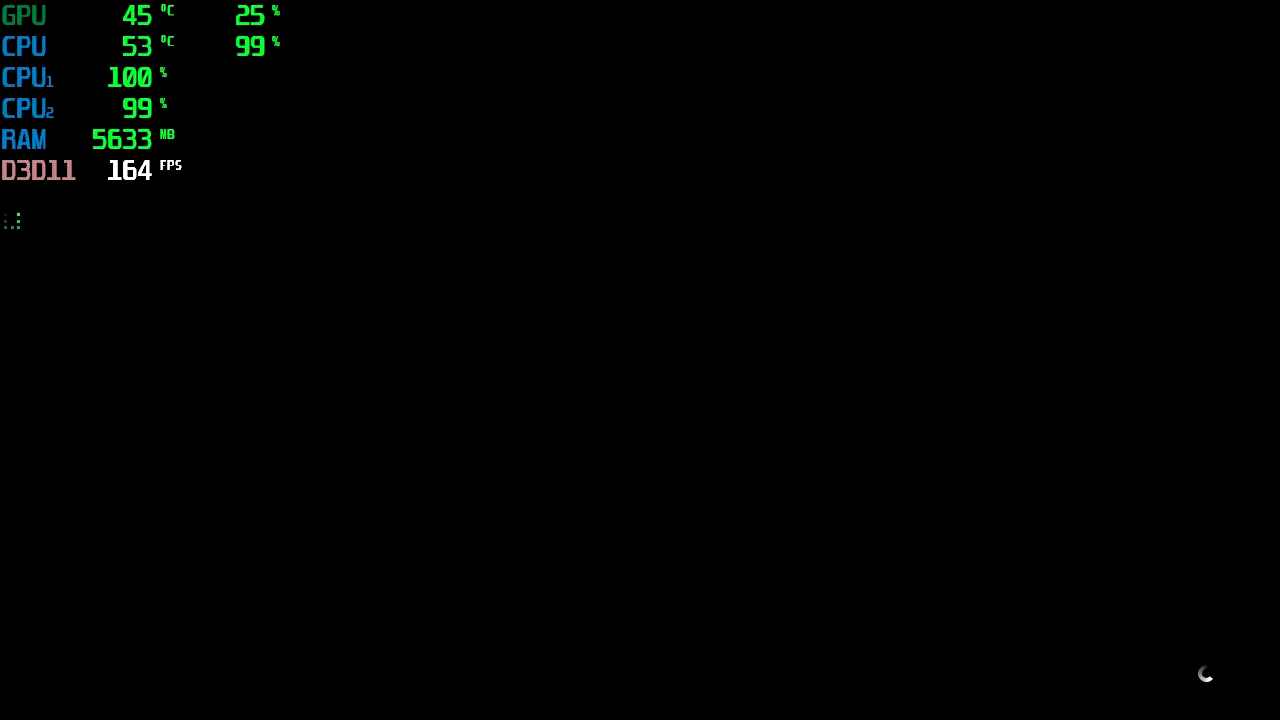 GPU 45 °C 25 %
CPU 53 °C 99 %
CPU1 100 %
CPU2 99 %
RAM 5633 MB
D3D11 164 FPS